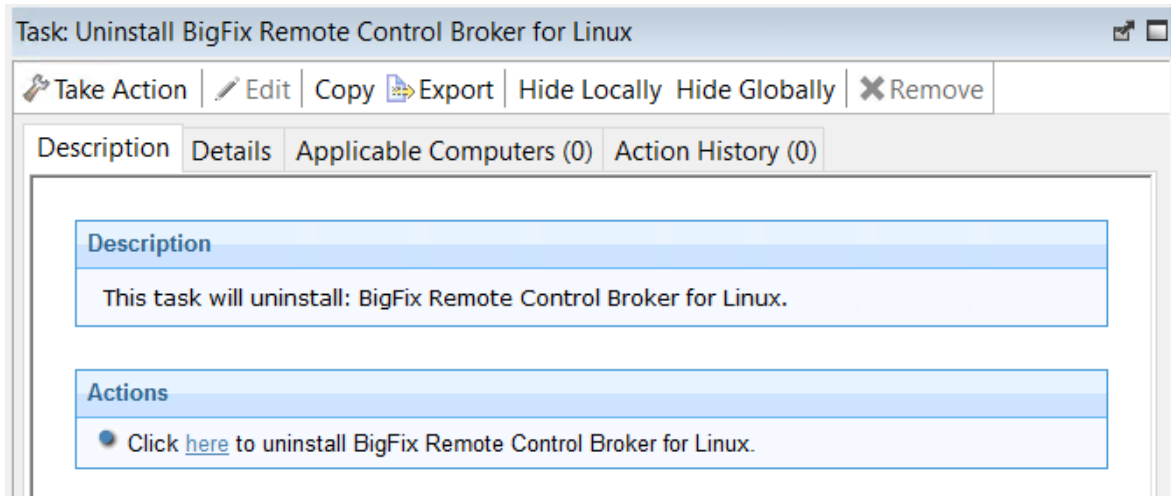 Task: Uninstall BigFix Remote Control Broker for Linux
Take Action Edit Copy Export Hide Locally Hide Globally Remove
Description Details Applicable Computers (0) Action History (0)
Description
This task will uninstall: BigFix Remote Control Broker for Linux.
Actions
Click here to uninstall BigFix Remote Control Broker for Linux.